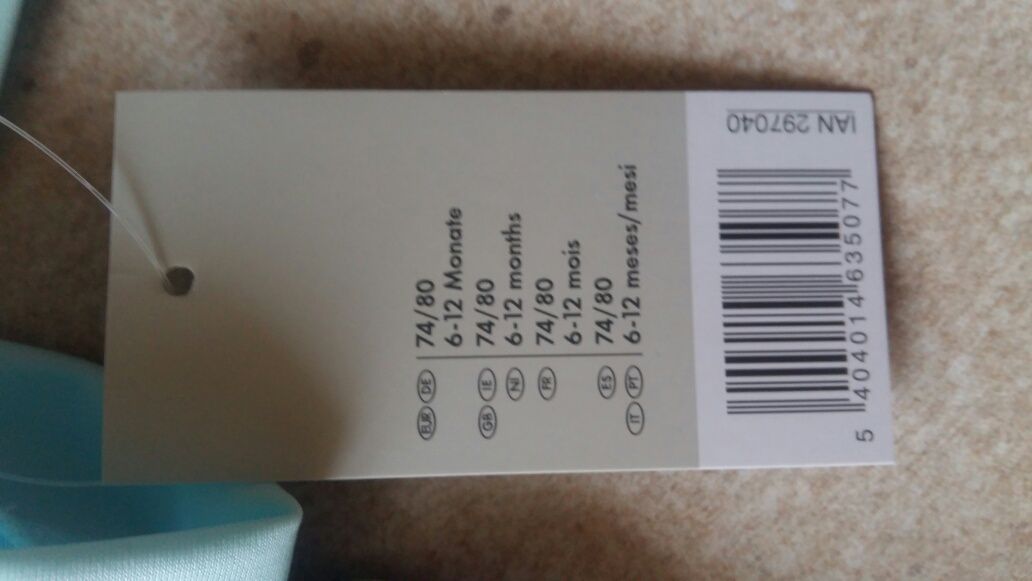 EUR DE 74/80
6-12 Monate
GB IE 74/80
NI 6-12 months
FR 74/80
6-12 mois
ES 74/80
IT PT 6-12 meses/mesi
5 404014 635077
IAN 297040